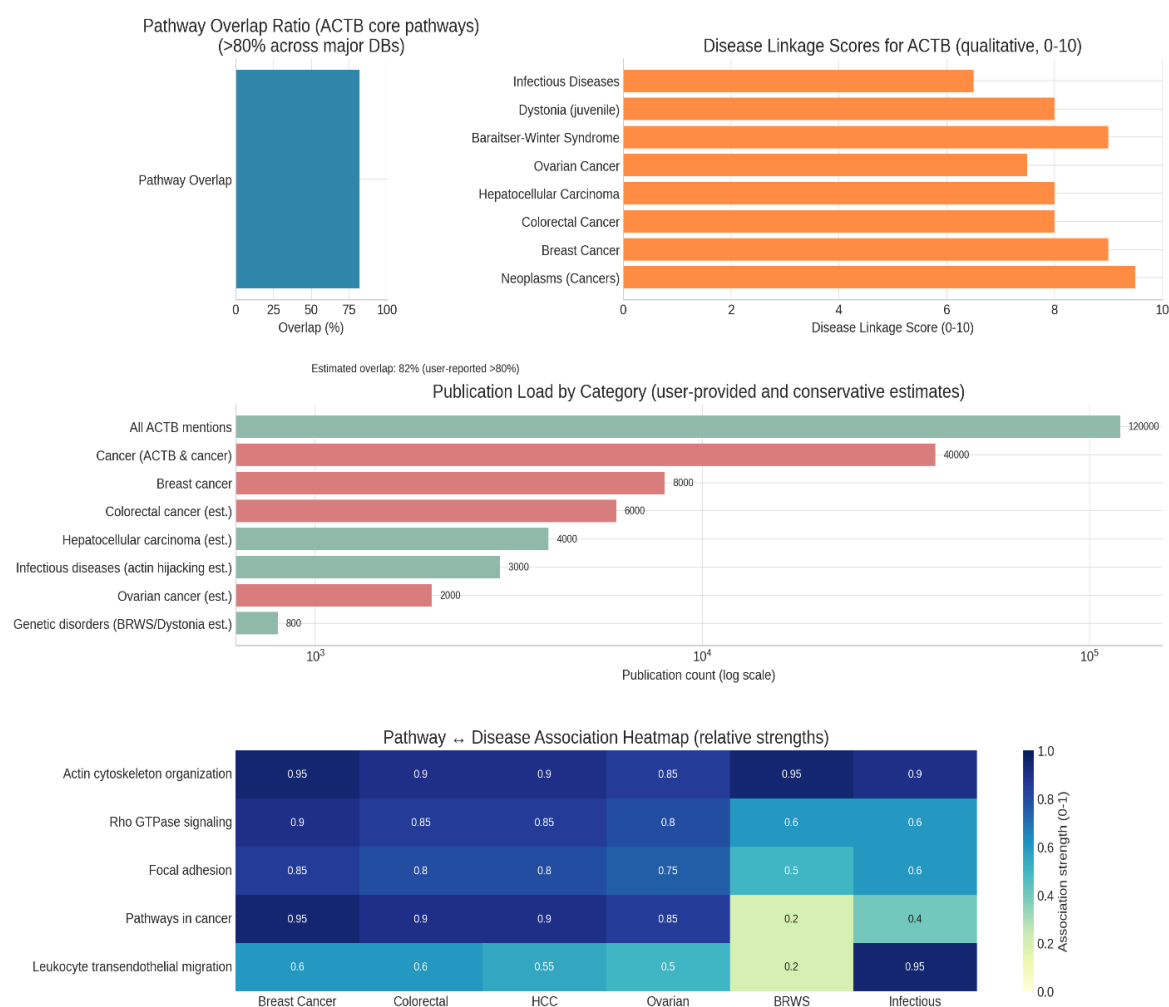 Pathway Overlap Ratio (ACTB core pathways)
(>80% across major DBs)
Pathway Overlap
0 25 50 75 100
Overlap (%)
Estimated overlap: 82% (user-reported >80%)
Disease Linkage Scores for ACTB (qualitative, 0-10)
Infectious Diseases
Dystonia (juvenile)
Baraitser-Winter Syndrome
Ovarian Cancer
Hepatocellular Carcinoma
Colorectal Cancer
Breast Cancer
Neoplasms (Cancers)
0 2 4 6 8 10
Disease Linkage Score (0-10)
Publication Load by Category (user-provided and conservative estimates)
All ACTB mentions 120000
Cancer (ACTB & cancer) 40000
Breast cancer 8000
Colorectal cancer (est.) 6000
Hepatocellular carcinoma (est.) 4000
Infectious diseases (actin hijacking est.) 3000
Ovarian cancer (est.) 2000
Genetic disorders (BRWS/Dystonia est.) 800
10³ 10⁴ 10⁵
Publication count (log scale)
Pathway ↔ Disease Association Heatmap (relative strengths)
Actin cytoskeleton organization 0.95 0.9 0.9 0.85 0.95 0.9
Rho GTPase signaling 0.9 0.85 0.85 0.8 0.6 0.6
Focal adhesion 0.85 0.8 0.8 0.75 0.5 0.6
Pathways in cancer 0.95 0.9 0.9 0.85 0.2 0.4
Leukocyte transendothelial migration 0.6 0.6 0.55 0.5 0.2 0.95
Breast Cancer Colorectal HCC Ovarian BRWS Infectious
1.0
0.8
0.6
0.4
0.2
0.0
Association strength (0-1)